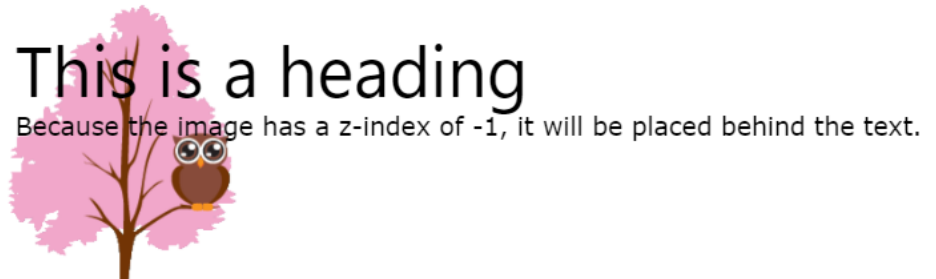 This is a heading
Because the image has a z-index of -1, it will be placed behind the text.